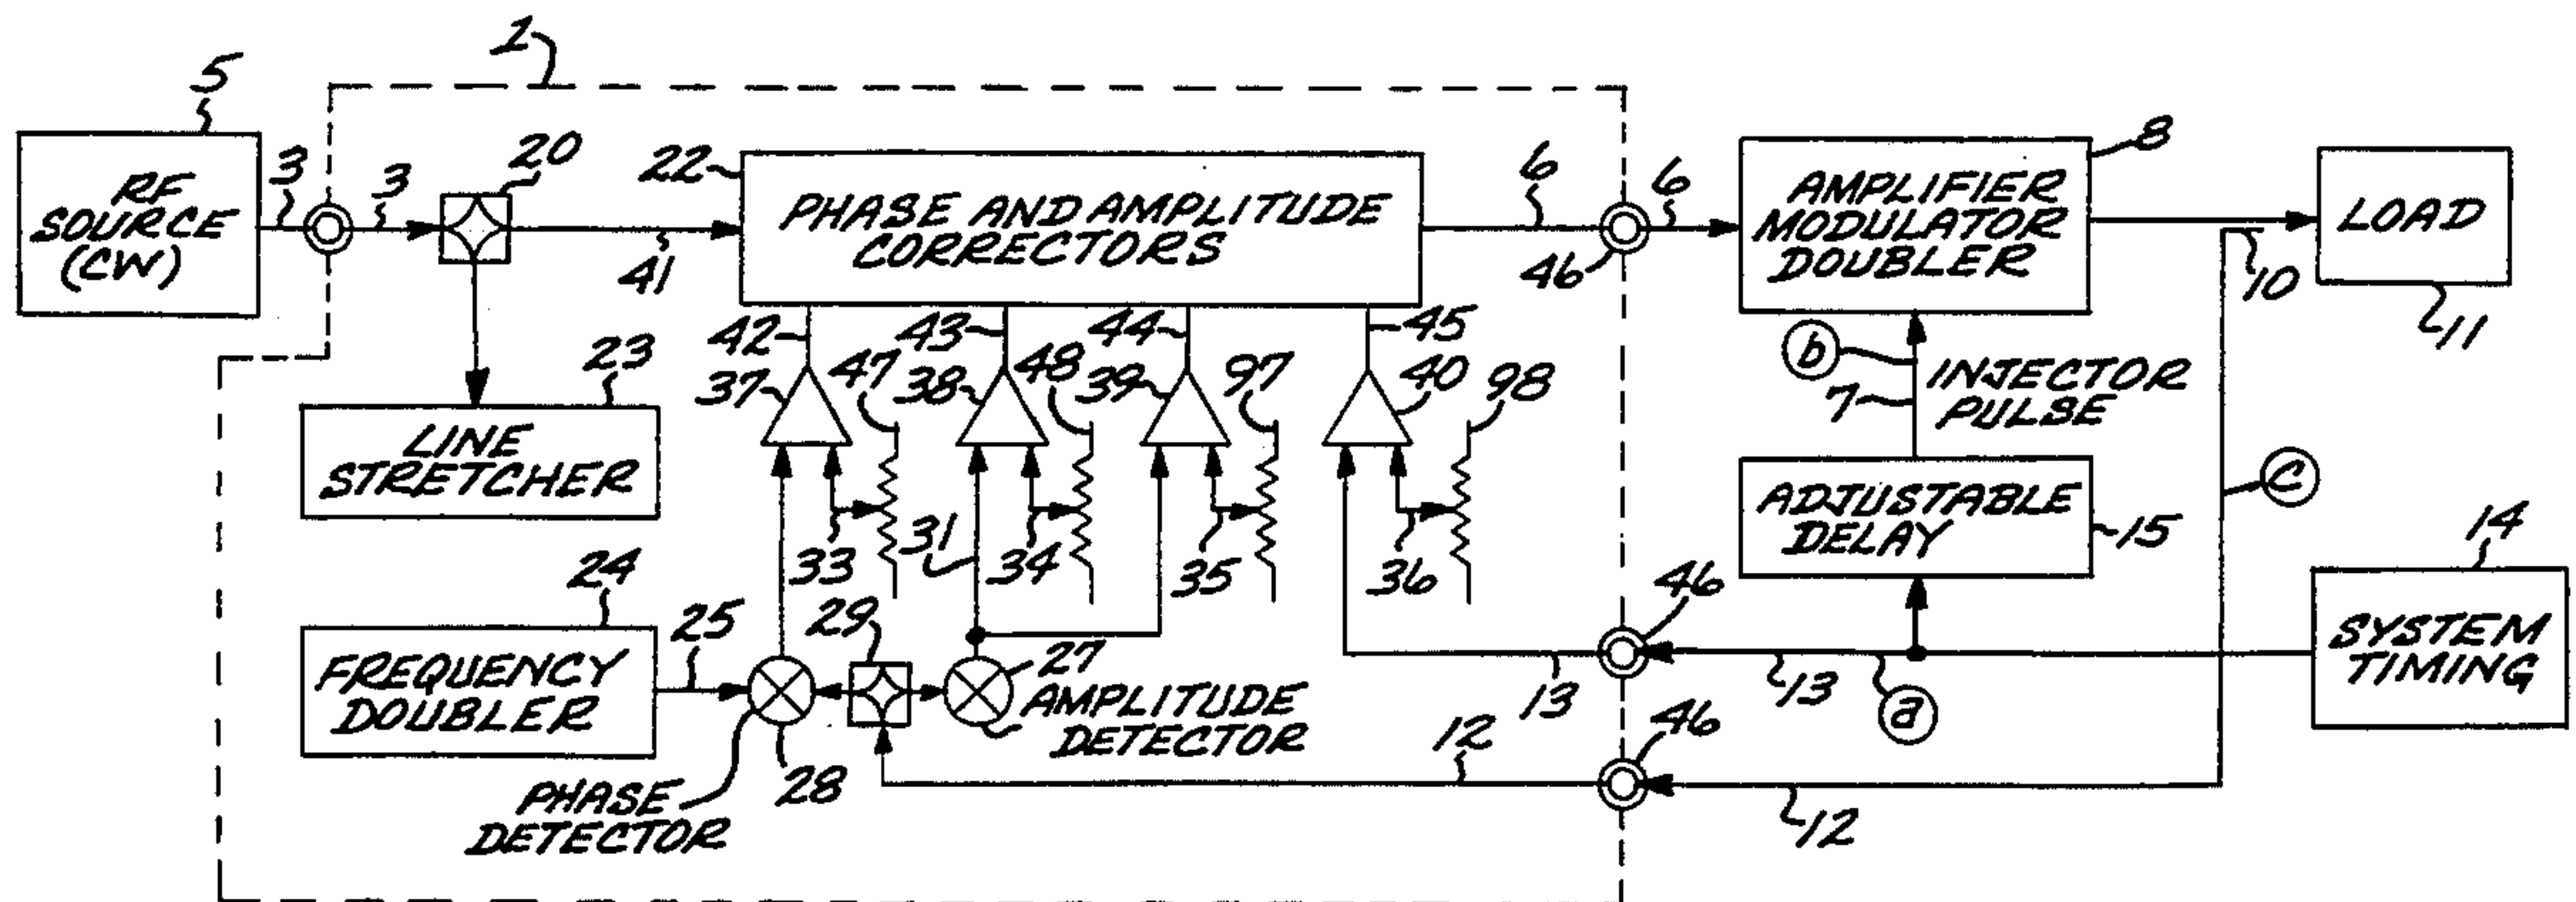 1
5
RF
SOURCE
(CW)
3
3
20
41
22
PHASE AND AMPLITUDE
CORRECTORS
6
46
6
8
AMPLIFIER
MODULATOR
DOUBLER
10
LOAD
11
23
LINE
STRETCHER
42
43
44
45
37
47
38
48
39
97
40
98
33
31
34
35
36
b
7
INJECTOR
PULSE
ADJUSTABLE
DELAY
15
c
14
SYSTEM
TIMING
24
FREQUENCY
DOUBLER
25
29
27
AMPLITUDE
DETECTOR
28
PHASE
DETECTOR
13
46
13
a
12
46
12